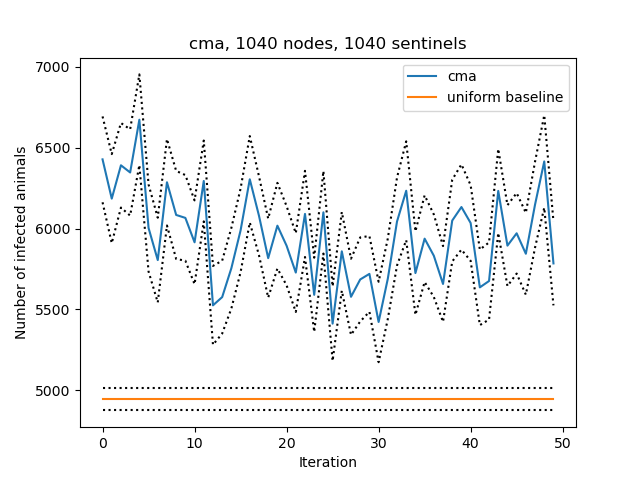 cma, 1040 nodes, 1040 sentinels
7000
6500
6000
5500
5000
Number of infected animals
cma
uniform baseline
0
10
20
30
40
50
Iteration